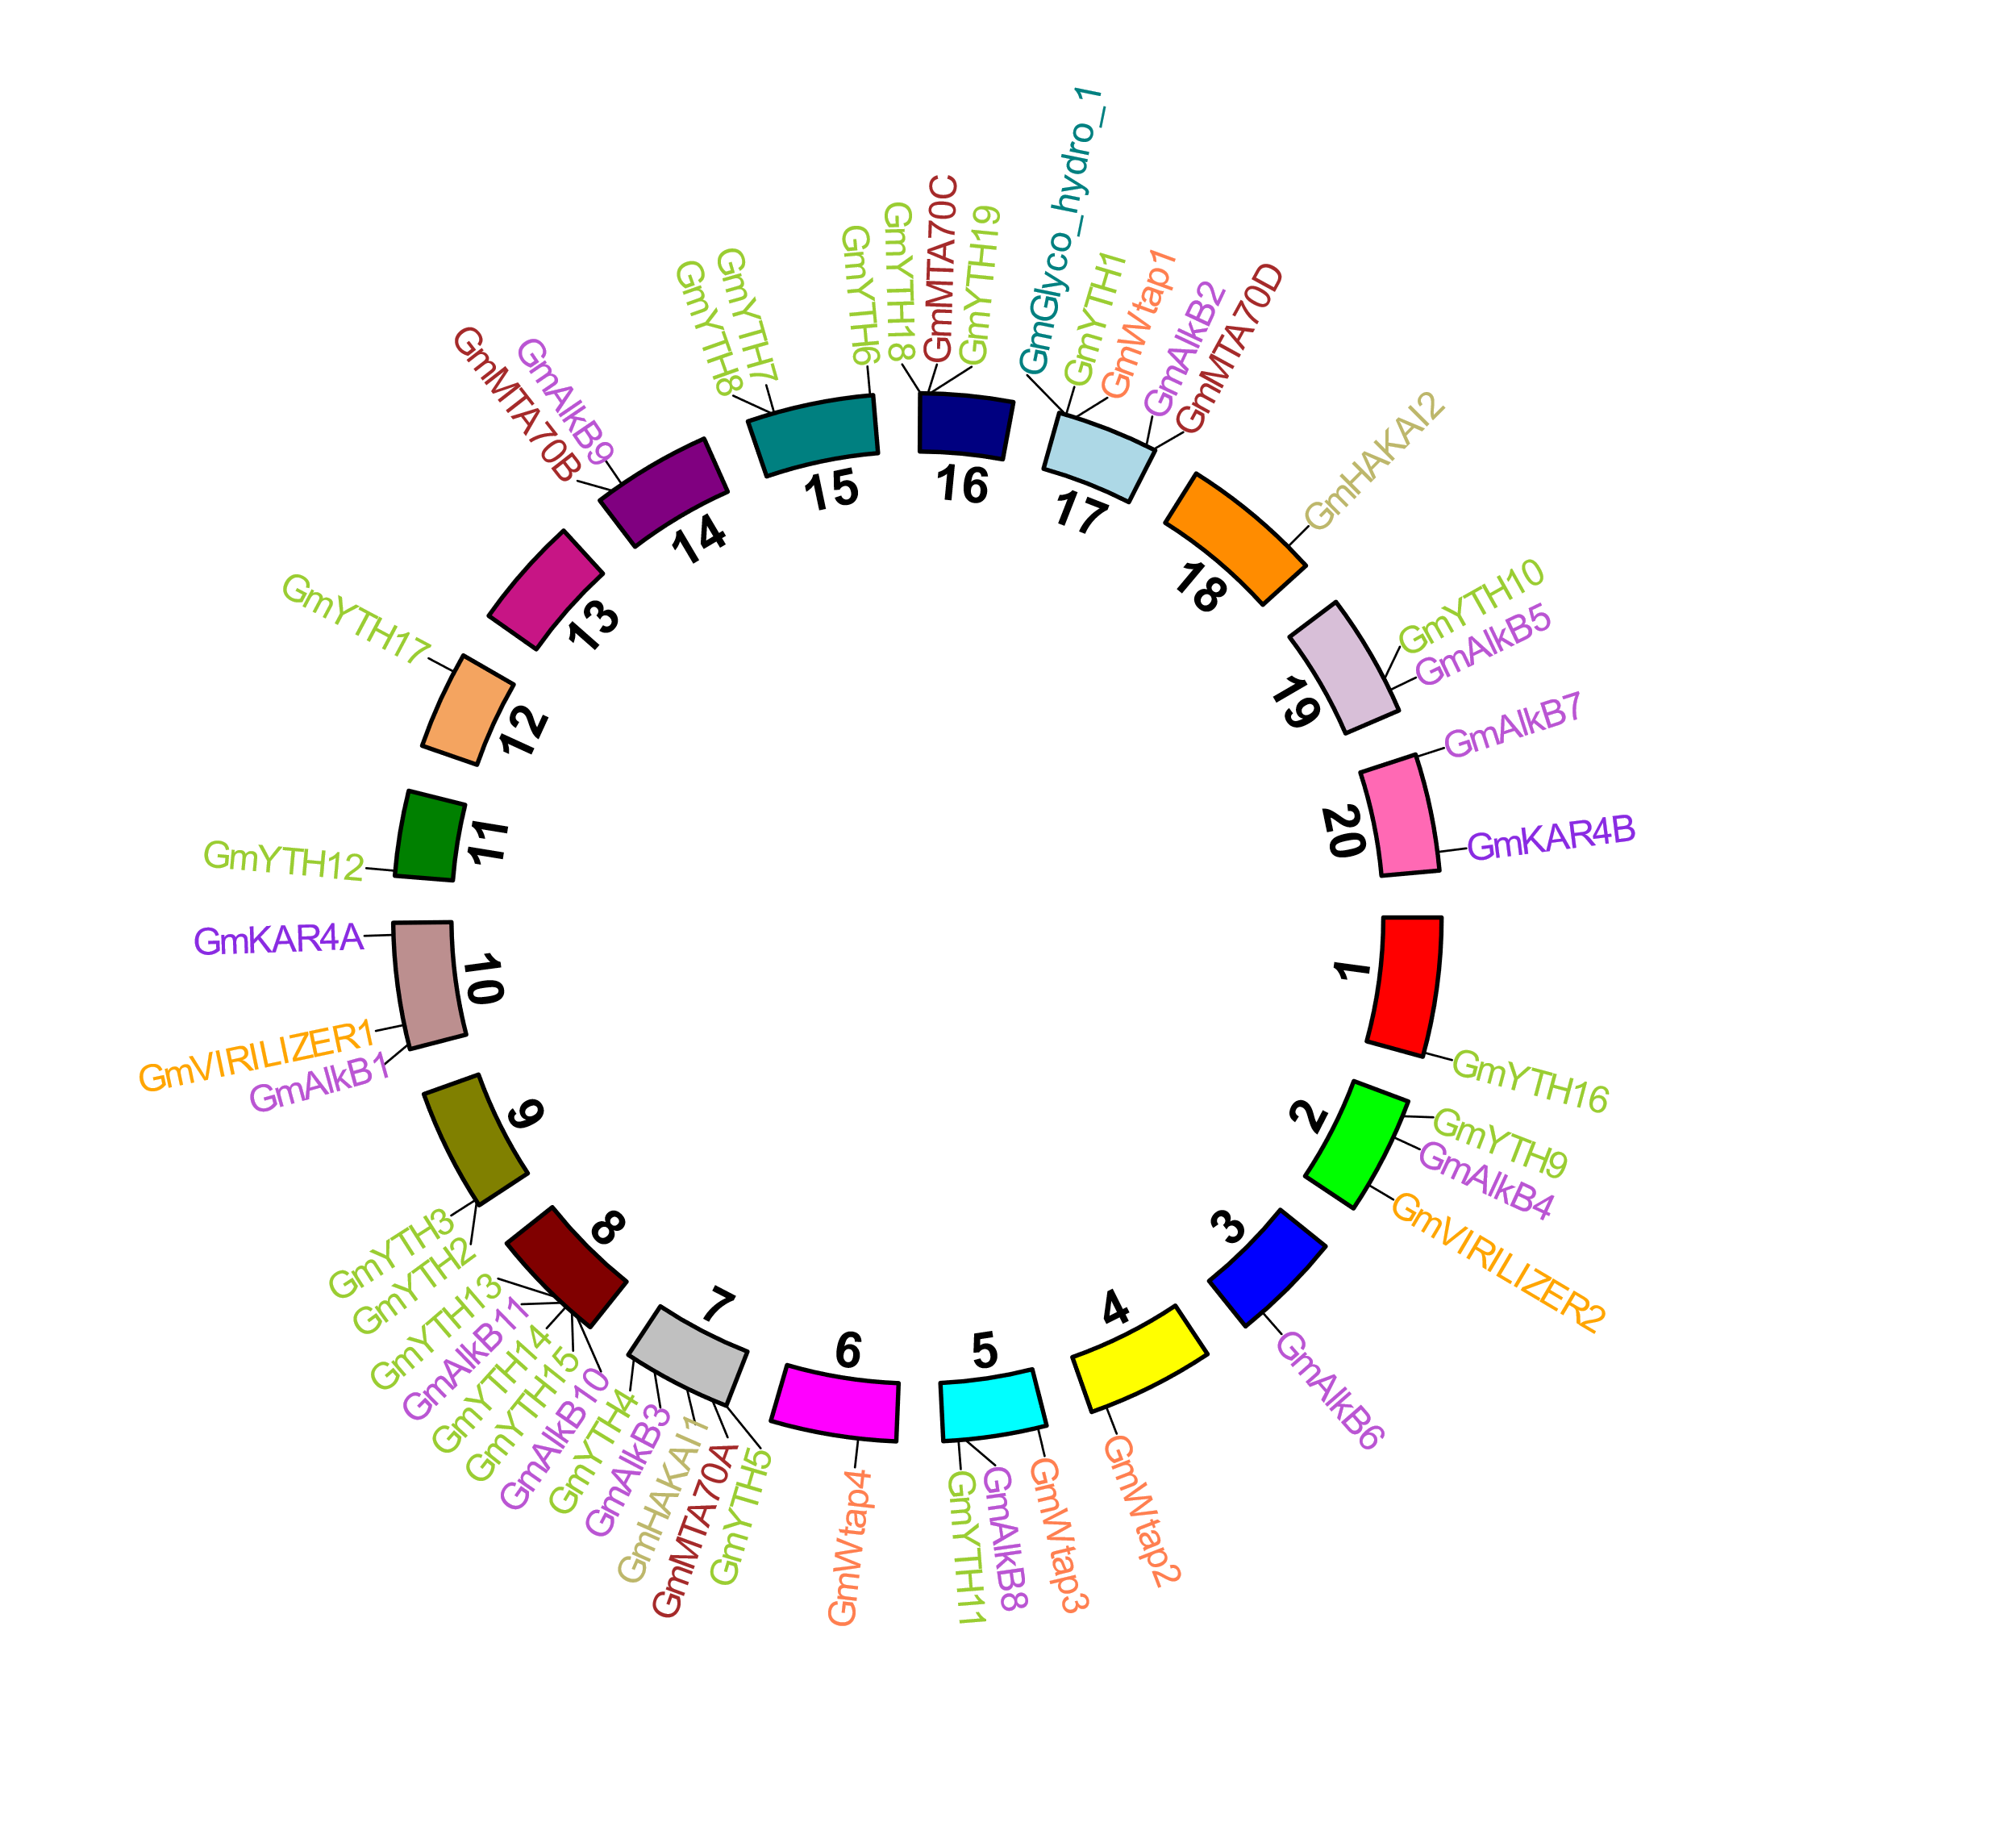 1
GmYTH16
2
GmYTH9
GmAlkB4
GmVIRILLIZER2
3
GmAlkB6
4
GmWtap2
5
GmWtap3
GmAlkB8
GmYTH11
6
GmWtap4
7
GmYTH5
GmMTA70A
GmHAKAI1
GmAlkB3
GmYTH4
8
GmAlkB10
GmYTH15
GmYTH14
GmAlkB11
GmYTH13
9
GmYTH2
GmYTH3
10
GmAlkB1
GmVIRILLIZER1
GmKAR4A
11
GmYTH12
12
GmYTH17
13
14
GmMTA70B
GmAlkB9
15
GmYTH8
GmYTH7
GmYTH6
16
GmYTH18
GmMTA70C
GmYTH19
17
GmGlyco_hydro_1
GmYTH1
GmWtap1
GmAlkB2
GmMTA70D
18
GmHAKAI2
19
GmYTH10
GmAlkB5
20
GmAlkB7
GmKAR4B